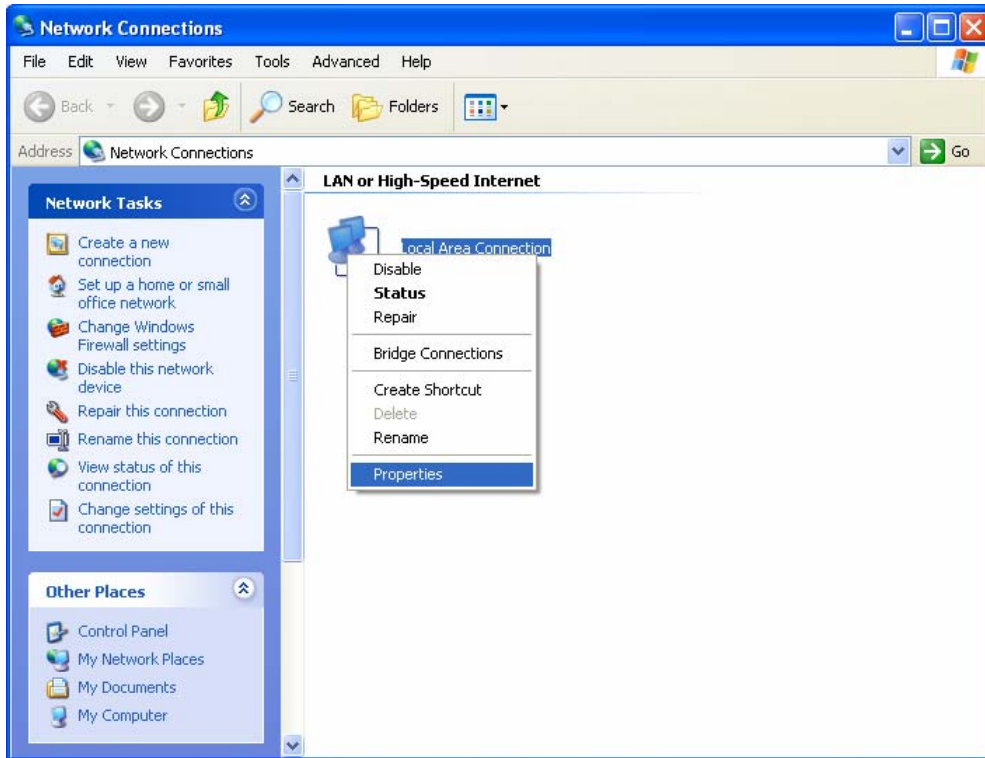 Network Connections
File Edit View Favorites Tools Advanced Help
Back Search Folders
Address Network Connections Go
Network Tasks
Create a new
connection
Set up a home or small
office network
Change Windows
Firewall settings
Disable this network
device
Repair this connection
Rename this connection
View status of this
connection
Change settings of this
connection
Other Places
Control Panel
My Network Places
My Documents
My Computer
LAN or High-Speed Internet
Local Area Connection
Disable
Status
Repair
Bridge Connections
Create Shortcut
Delete
Rename
Properties